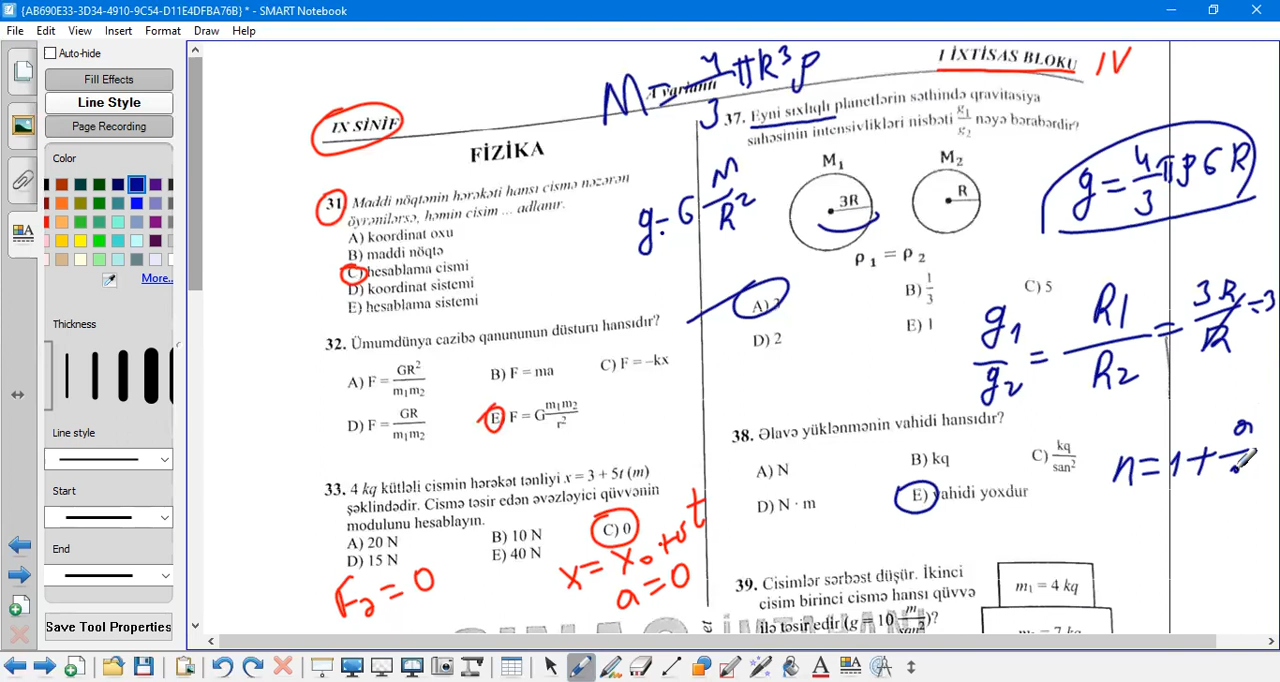 {AB690E33-3D34-4910-9C54-D11E4DFBA76B}* - SMART Notebook
File Edit View Insert Format Draw Help
Auto-hide
Fill Effects
Line Style
Page Recording
Color
More...
Thickness
Line style
Start
End
Save Tool Properties
A variantı
I IXTİSAS BLOKU IV
M = 4/3 πR³ρ
IX SİNİF
FİZİKA
31. Maddi nöqtənin hərəkəti hansı cismə nəzərən
öyrənilərsə, həmin cisim ... adlanır.
A) koordinat oxu
B) maddi nöqtə
C) hesablama cismi
D) koordinat sistemi
E) hesablama sistemi
32. Ümumdünya cazibə qanununun düsturu hansıdır?
A) F = GR²/m₁m₂
B) F = ma
C) F = –kx
D) F = GR/m₁m₂
E) F = G m₁m₂/r²
33. 4 kq kütləli cismin hərəkət tənliyi x = 3 + 5t (m)
şəklindədir. Cismə təsir edən əvəzləyici qüvvənin
modulunu hesablayın.
A) 20 N
B) 10 N
C) 0
D) 15 N
E) 40 N
x = x₀ + υt
a = 0
= 0
37. Eyni sıxlıqlı planetlərin səthində qravitasiya
sahəsinin intensivlikləri nisbəti g₁/g₂ nəyə bərabərdir?
g = G M/R²
M₁
M₂
3R
R
ρ₁ = ρ₂
g = 4/3 πρGR
A) 3
B) 1/3
C) 5
D) 2
E) 1
g1/g2 = R1/R2 = 3R/R = 3
38. Əlavə yüklənmənin vahidi hansıdır?
A) N
B) kq
C) kq/san²
D) N · m
E) vahidi yoxdur
n = 1 + a
39. Cisimlər sərbəst düşür. İkinci
cisim birinci cismə hansı qüvvə
ilə təsir edir (g = 10
m₁ = 4 kq